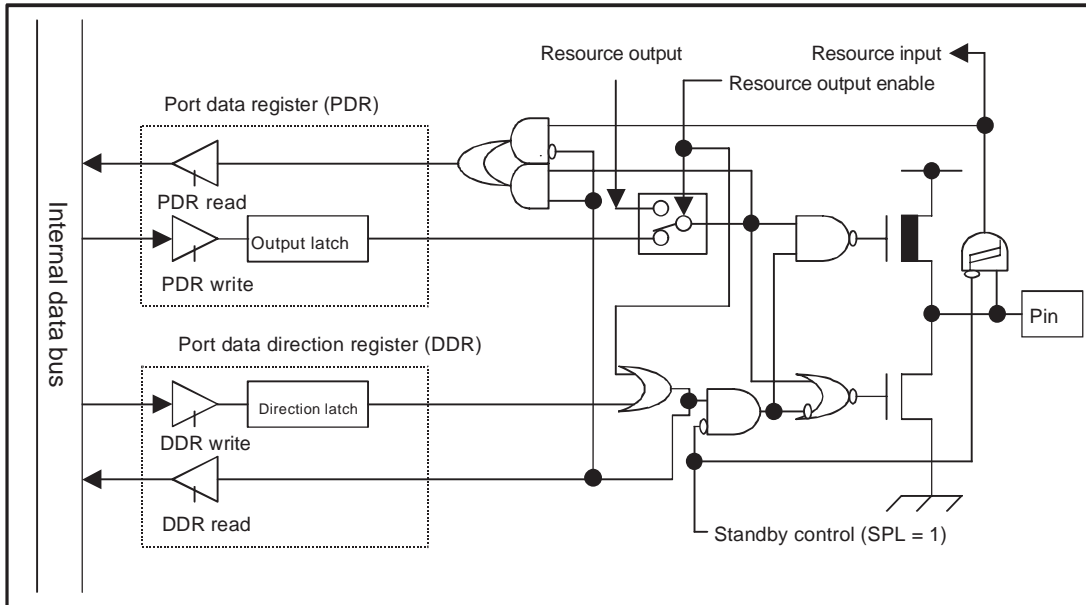 Resource output
Resource input
Resource output enable
Port data register (PDR)
PDR read
Output latch
PDR write
Internal data bus
Pin
Port data direction register (DDR)
Direction latch
DDR write
DDR read
Standby control (SPL = 1)